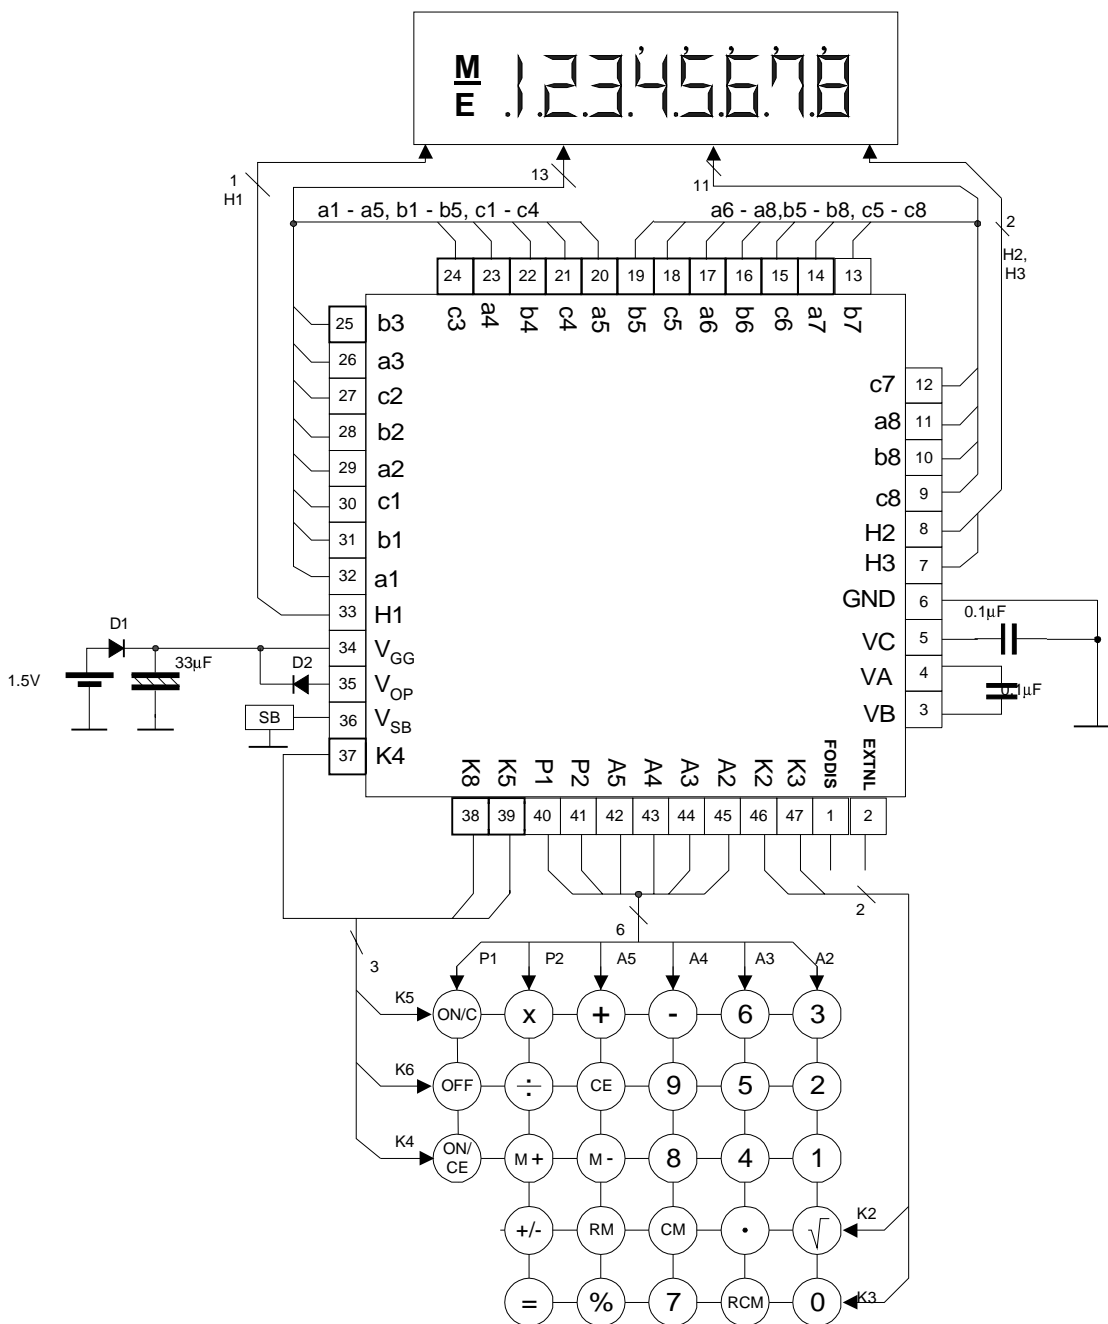 M
E
.1.2.3.'4.'5.'6.'7.'8
1
H1
13
11
2
H2,
H3
a1 - a5, b1 - b5, c1 - c4
a6 - a8,b5 - b8, c5 - c8
24 23 22 21 20 19 18 17 16 15 14 13
c3 a4 b4 c4 a5 b5 c5 a6 b6 c6 a7 b7
25 b3
26 a3
27 c2
28 b2
29 a2
30 c1
31 b1
32 a1
33 H1
34 VGG
35 VOP
36 VSB
37 K4
c7 12
a8 11
b8 10
c8 9
H2 8
H3 7
GND 6
VC 5
VA 4
VB 3
0.1µF
0.1µF
D1
33µF
D2
1.5V
SB
K8 K5 P1 P2 A5 A4 A3 A2 K2 K3 FODIS EXTNL
38 39 40 41 42 43 44 45 46 47 1 2
3
6
2
P1 P2 A5 A4 A3 A2
K5 ON/C x + - 6 3
K6 OFF ÷ CE 9 5 2
K4 ON/
CE M+ M- 8 4 1
+/- RM CM . √ K2
= % 7 RCM 0 K3